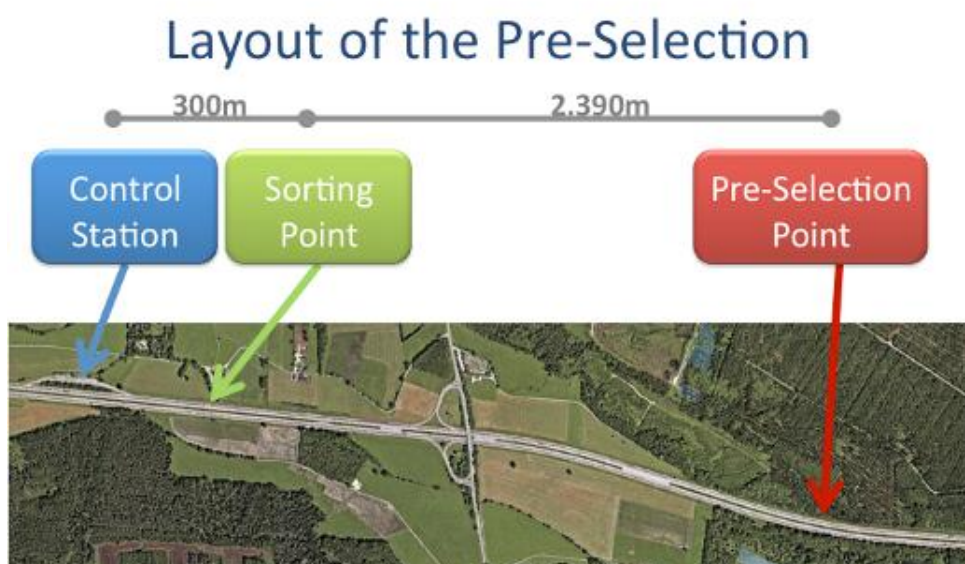 Layout of the Pre-Selection
300m
2.390m
Control
Station
Sorting
Point
Pre-Selection
Point